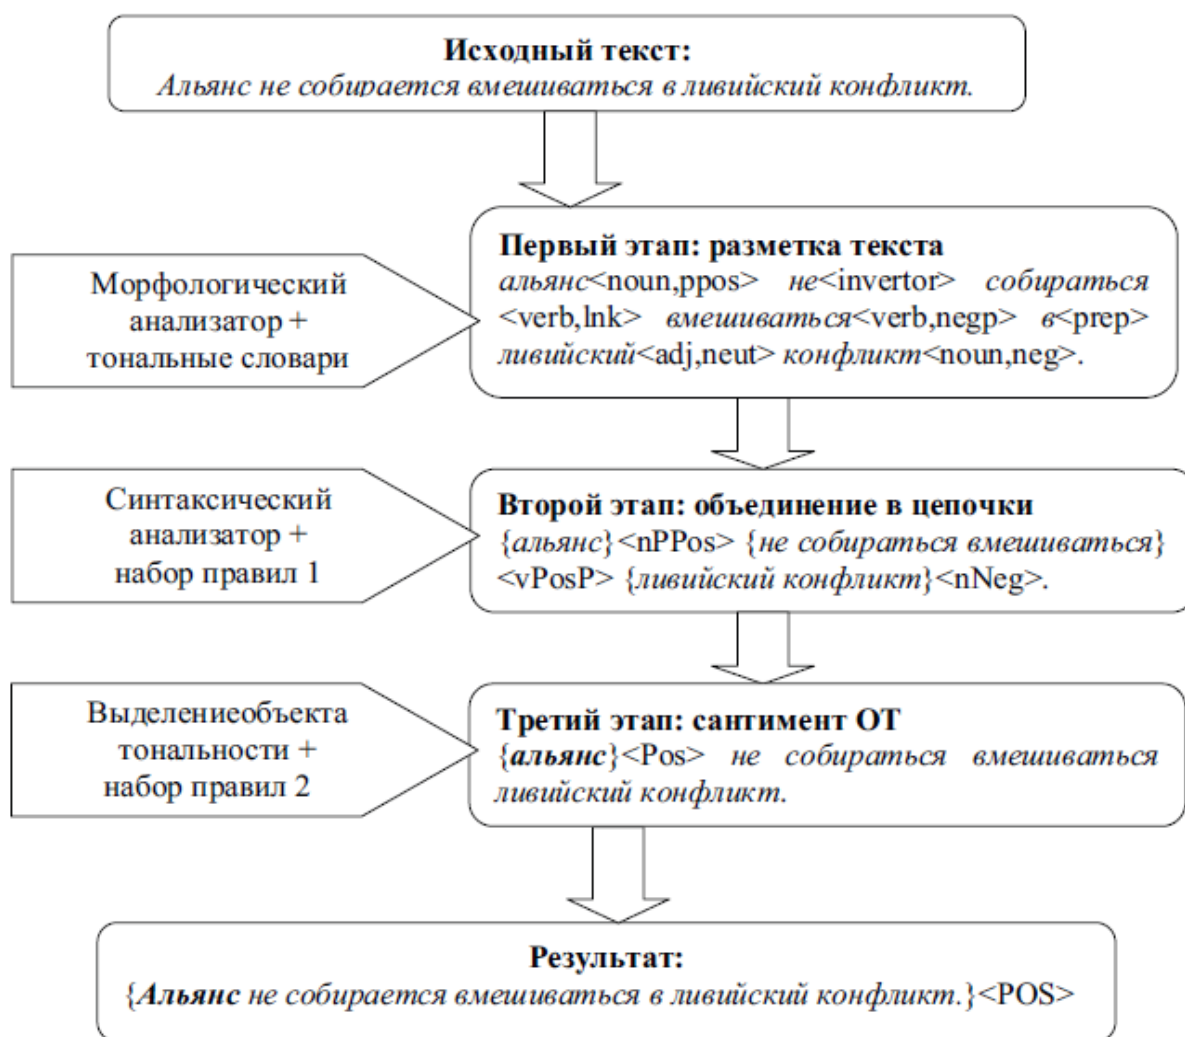 Исходный текст:
Альянс не собирается вмешиваться в ливийский конфликт.
Морфологический
анализатор +
тональные словари
Первый этап: разметка текста
альянс<noun,ppos> не<invertor> собираться
<verb,lnk> вмешиваться<verb,negp> в<prep>
ливийский<adj,neut> конфликт<noun,neg>.
Синтаксический
анализатор +
набор правил 1
Второй этап: объединение в цепочки
{альянс}<nPPos> {не собираться вмешиваться}
<vPosP> {ливийский конфликт}<nNeg>.
Выделениеобъекта
тональности +
набор правил 2
Третий этап: сантимент ОТ
{альянс}<Pos> не собираться вмешиваться
ливийский конфликт.
Результат:
{Альянс не собирается вмешиваться в ливийский конфликт.}<POS>